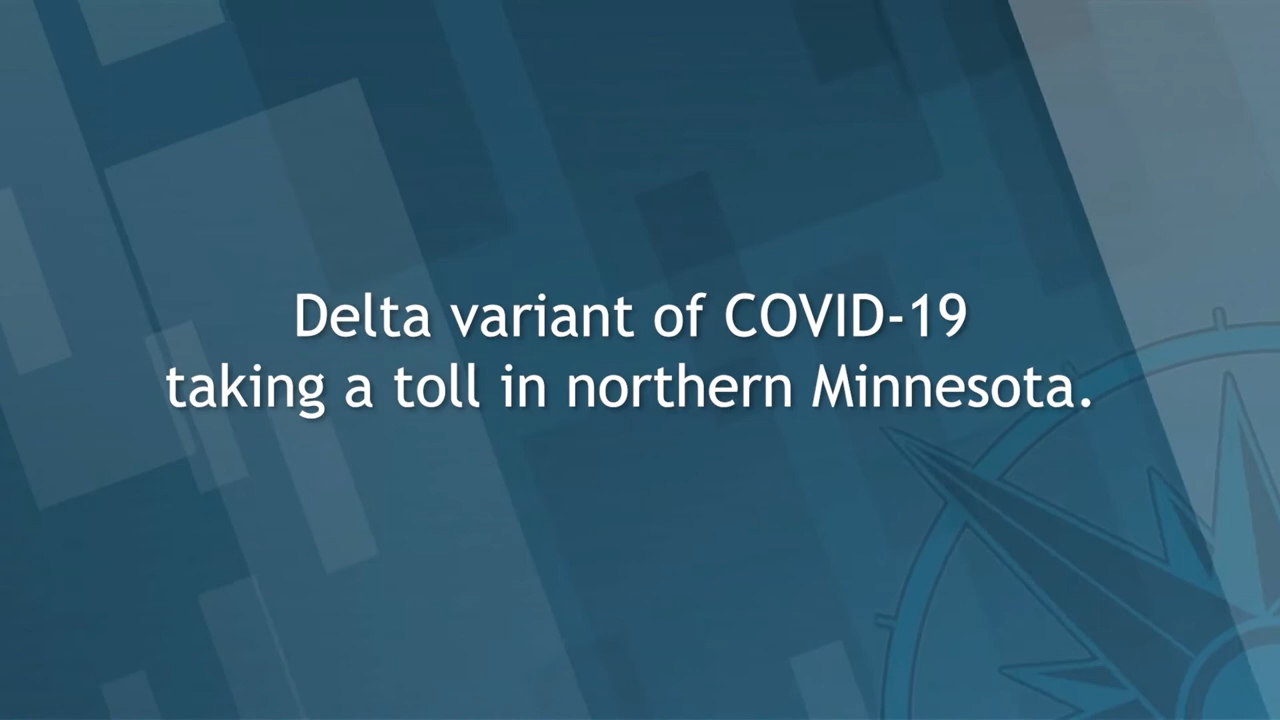 Delta variant of COVID-19
taking a toll in northern Minnesota.